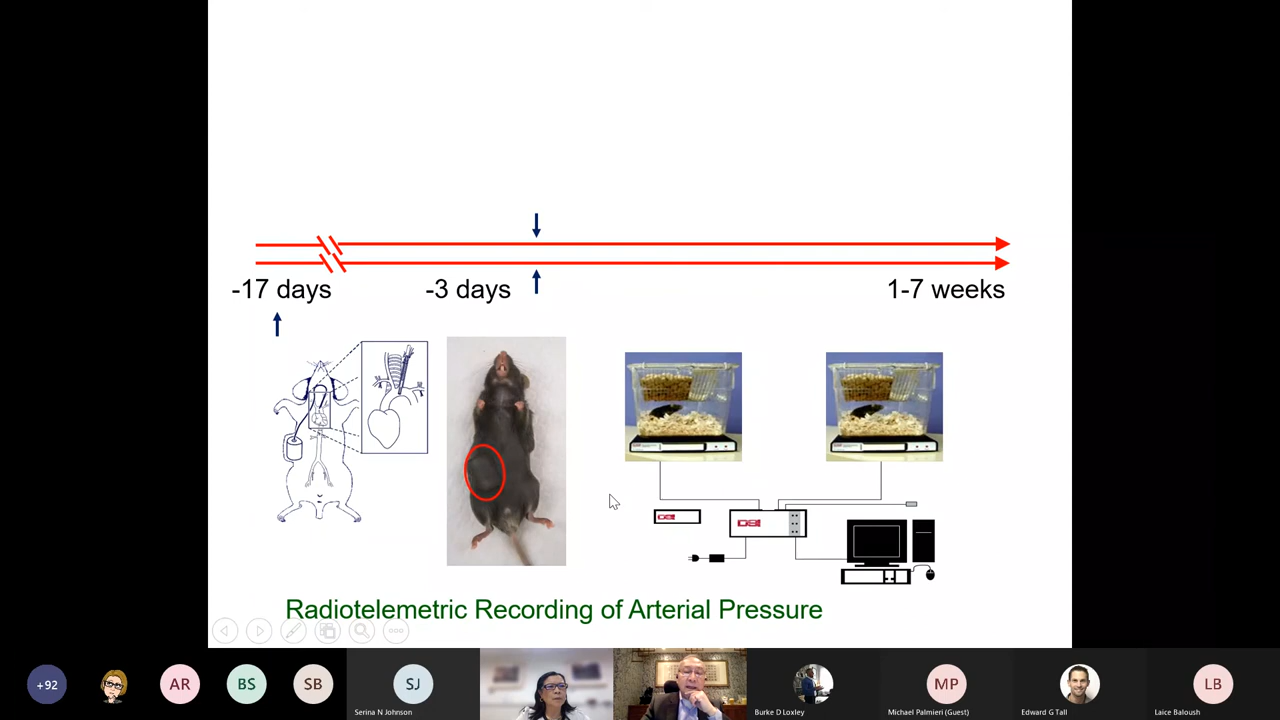 -17 days
-3 days
1-7 weeks
DSI
Radiotelemetric Recording of Arterial Pressure
+92
AR
BS
SB
SJ
Serina N Johnson
Burke D Loxley
MP
Michael Palmieri (Guest)
Edward G Tall
LB
Laice Baloush